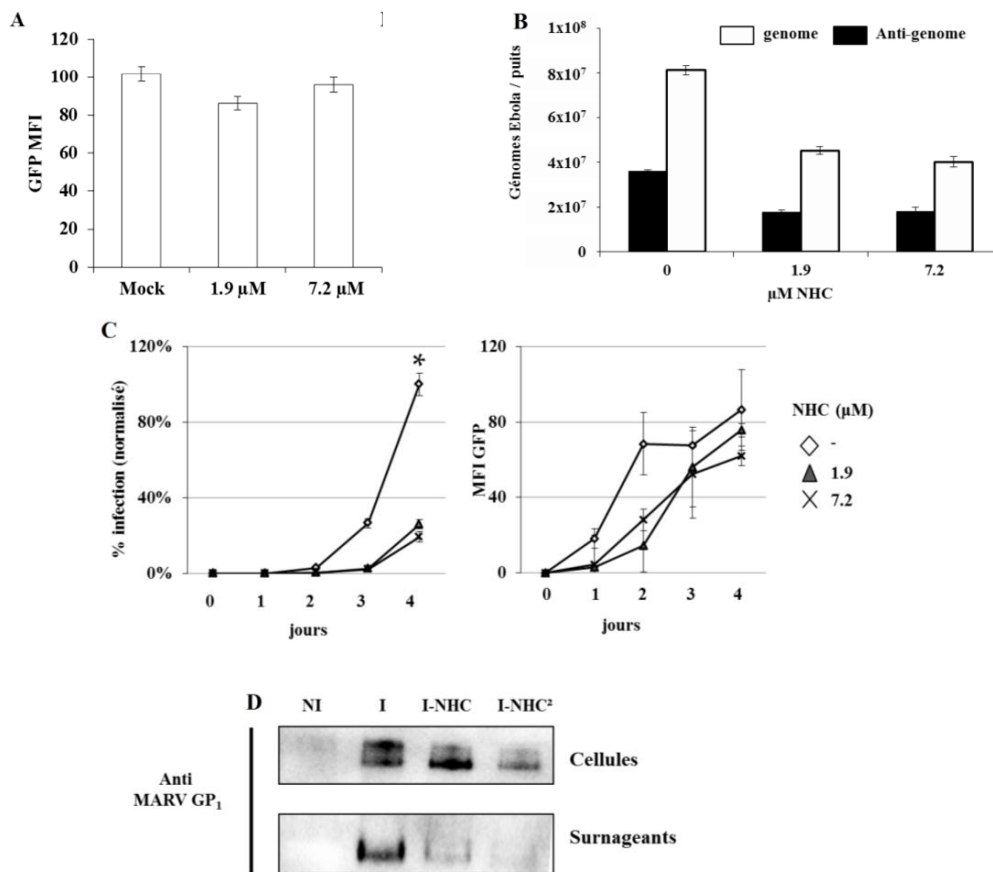 A
120
100
80
60
40
20
0
GFP MFI
Mock 1.9 µM 7.2 µM
B
genome Anti-genome
1x10⁸
8x10⁷
6x10⁷
4x10⁷
2x10⁷
0
Génomes Ebola / puits
0 1.9 7.2
µM NHC
C
120%
80%
40%
0%
% infection (normalisé)
*
0 1 2 3 4
jours
120
80
40
0
MFI GFP
0 1 2 3 4
jours
NHC (µM)
-
1.9
7.2
D NI I I-NHC I-NHC²
Anti
MARV GP₁
Cellules
Surnageants